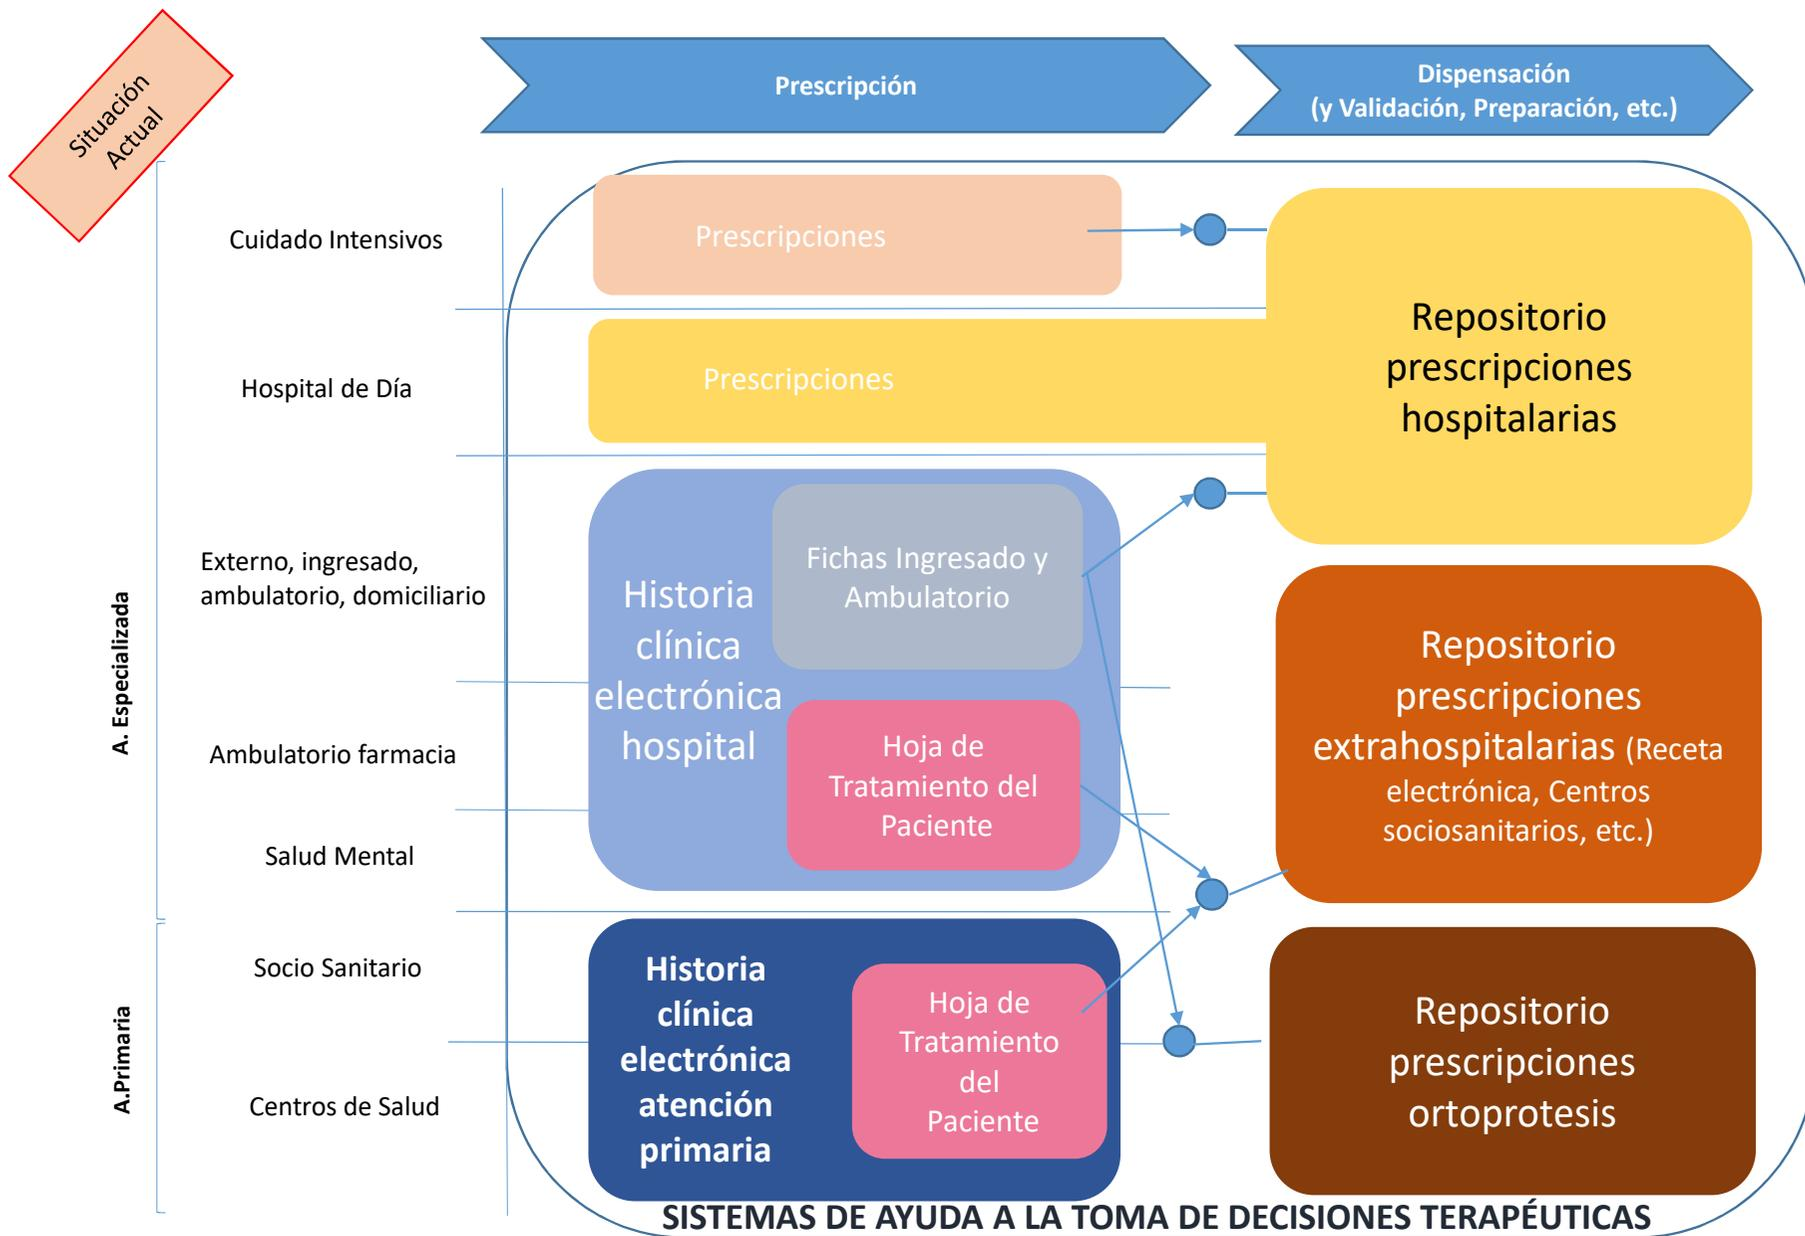 Situación
Actual
Prescripción
Dispensación
(y Validación, Preparación, etc.)
A. Especializada
A.Primaria
Cuidado Intensivos
Prescripciones
Hospital de Día
Prescripciones
Repositorio
prescripciones
hospitalarias
Externo, ingresado,
ambulatorio, domiciliario
Ambulatorio farmacia
Salud Mental
Historia
clínica
electrónica
hospital
Fichas Ingresado y
Ambulatorio
Hoja de
Tratamiento del
Paciente
Repositorio
prescripciones
extrahospitalarias (Receta
electrónica, Centros
sociosanitarios, etc.)
Socio Sanitario
Centros de Salud
Historia
clínica
electrónica
atención
primaria
Hoja de
Tratamiento
del
Paciente
Repositorio
prescripciones
ortoprotesis
SISTEMAS DE AYUDA A LA TOMA DE DECISIONES TERAPÉUTICAS